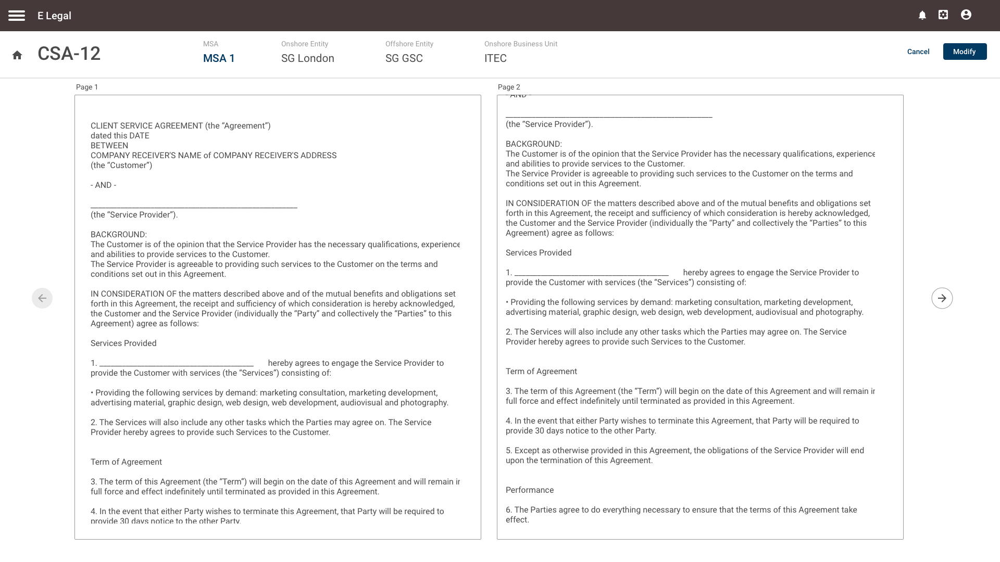 E Legal
CSA-12
MSA
MSA 1
Onshore Entity
SG London
Offshore Entity
SG GSC
Onshore Business Unit
ITEC
Cancel
Modify
Page 1
CLIENT SERVICE AGREEMENT (the “Agreement”)
dated this DATE
BETWEEN
COMPANY RECEIVER'S NAME of COMPANY RECEIVER'S ADDRESS
(the “Customer”)
- AND -
(the “Service Provider”).
BACKGROUND:
The Customer is of the opinion that the Service Provider has the necessary qualifications, experience
and abilities to provide services to the Customer.
The Service Provider is agreeable to providing such services to the Customer on the terms and
conditions set out in this Agreement.
IN CONSIDERATION OF the matters described above and of the mutual benefits and obligations set
forth in this Agreement, the receipt and sufficiency of which consideration is hereby acknowledged,
the Customer and the Service Provider (individually the “Party” and collectively the “Parties” to this
Agreement) agree as follows:
Services Provided
1. ______________________________________ hereby agrees to engage the Service Provider to
provide the Customer with services (the “Services”) consisting of:
• Providing the following services by demand: marketing consultation, marketing development,
advertising material, graphic design, web design, web development, audiovisual and photography.
2. The Services will also include any other tasks which the Parties may agree on. The Service
Provider hereby agrees to provide such Services to the Customer.
Term of Agreement
3. The term of this Agreement (the “Term”) will begin on the date of this Agreement and will remain in
full force and effect indefinitely until terminated as provided in this Agreement.
4. In the event that either Party wishes to terminate this Agreement, that Party will be required to
provide 30 days notice to the other Party.
Page 2
- AND -
(the “Service Provider”).
BACKGROUND:
The Customer is of the opinion that the Service Provider has the necessary qualifications, experience
and abilities to provide services to the Customer.
The Service Provider is agreeable to providing such services to the Customer on the terms and
conditions set out in this Agreement.
IN CONSIDERATION OF the matters described above and of the mutual benefits and obligations set
forth in this Agreement, the receipt and sufficiency of which consideration is hereby acknowledged,
the Customer and the Service Provider (individually the “Party” and collectively the “Parties” to this
Agreement) agree as follows:
Services Provided
1. ______________________________________ hereby agrees to engage the Service Provider to
provide the Customer with services (the “Services”) consisting of:
• Providing the following services by demand: marketing consultation, marketing development,
advertising material, graphic design, web design, web development, audiovisual and photography.
2. The Services will also include any other tasks which the Parties may agree on. The Service
Provider hereby agrees to provide such Services to the Customer.
Term of Agreement
3. The term of this Agreement (the “Term”) will begin on the date of this Agreement and will remain in
full force and effect indefinitely until terminated as provided in this Agreement.
4. In the event that either Party wishes to terminate this Agreement, that Party will be required to
provide 30 days notice to the other Party.
5. Except as otherwise provided in this Agreement, the obligations of the Service Provider will end
upon the termination of this Agreement.
Performance
6. The Parties agree to do everything necessary to ensure that the terms of this Agreement take
effect.